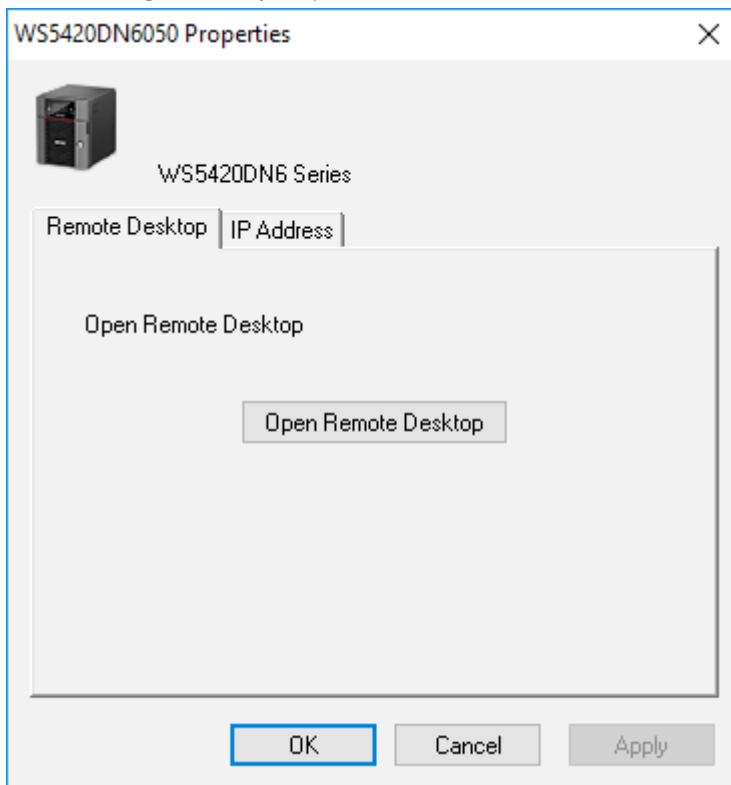 WS5420DN6050 Properties
WS5420DN6 Series
Remote Desktop IP Address
Open Remote Desktop
Open Remote Desktop
OK Cancel Apply